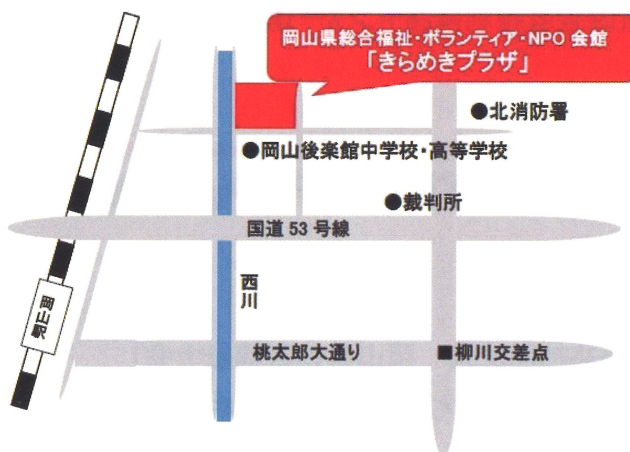 岡山県総合福祉・ボランティア・NPO 会館
「きらめきプラザ」
●北消防署
●岡山後楽館中学校・高等学校
●裁判所
国道 53 号線
西川
岡山駅
桃太郎大通り
■柳川交差点